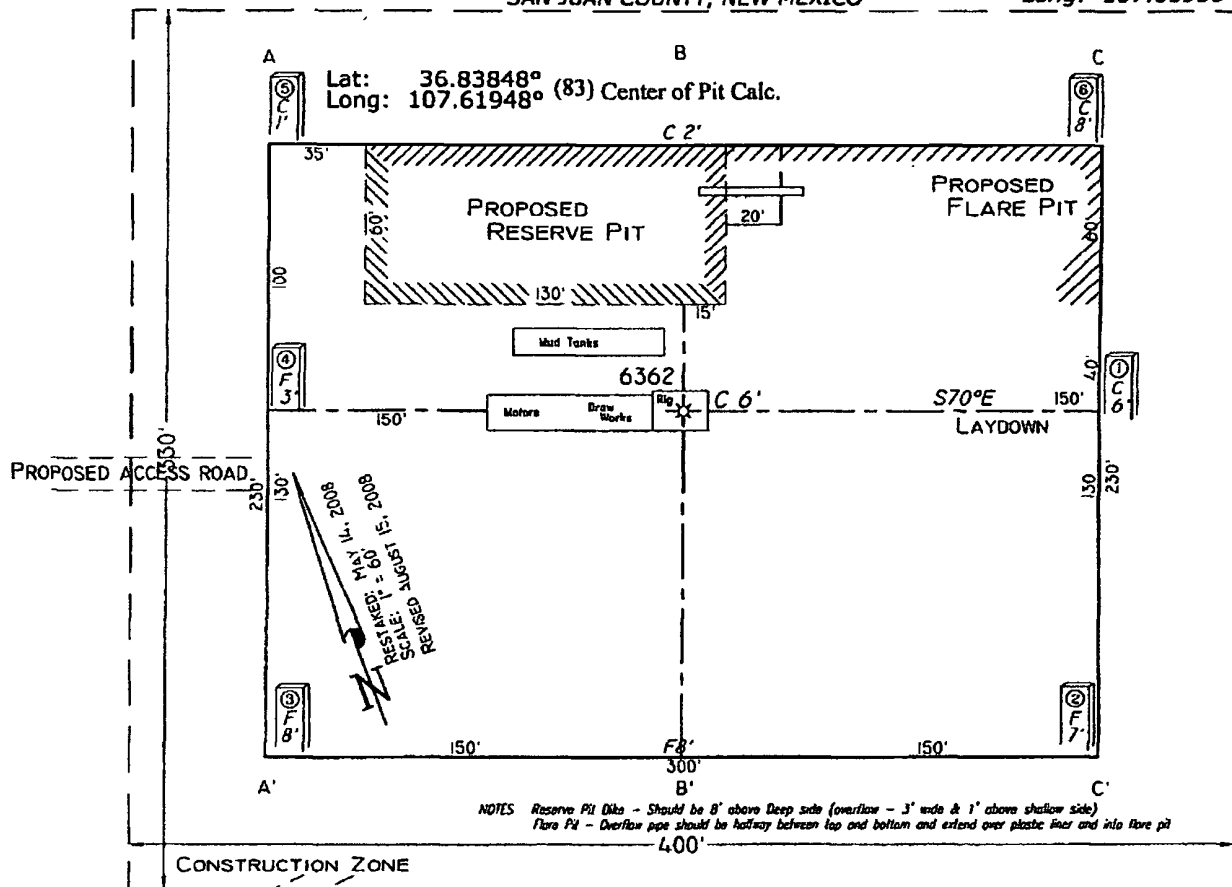 SAN JUAN COUNTY, NEW MEXICO
A
B
C
Lat: 36.83848°
Long: 107.61948° (83) Center of Pit Calc.
⑤
C
1'
⑥
C
8'
C 2'
35'
PROPOSED
RESERVE PIT
PROPOSED
FLARE PIT
20'
60'
60'
100
130'
15'
Mud Tanks
④
F
3'
6362
Rig
C 6'
Motors
Draw
Works
40'
①
C
6'
150'
S70°E
150'
LAYDOWN
PROPOSED ACCESS ROAD
330'
230'
130'
130
230'
RESTAKED: MAY 14, 2008
SCALE: 1" = 60'
REVISED AUGUST 15, 2008
N
③
F
8'
②
F
7'
150'
F8'
150'
300'
A'
B'
C'
NOTES Reserve Pit Dike - Should be 8' above Deep side (overflow - 3' wide & 1' above shallow side)
Flare Pit - Overflow pipe should be halfway between top and bottom and extend over plastic liner and into flare pit
400'
CONSTRUCTION ZONE